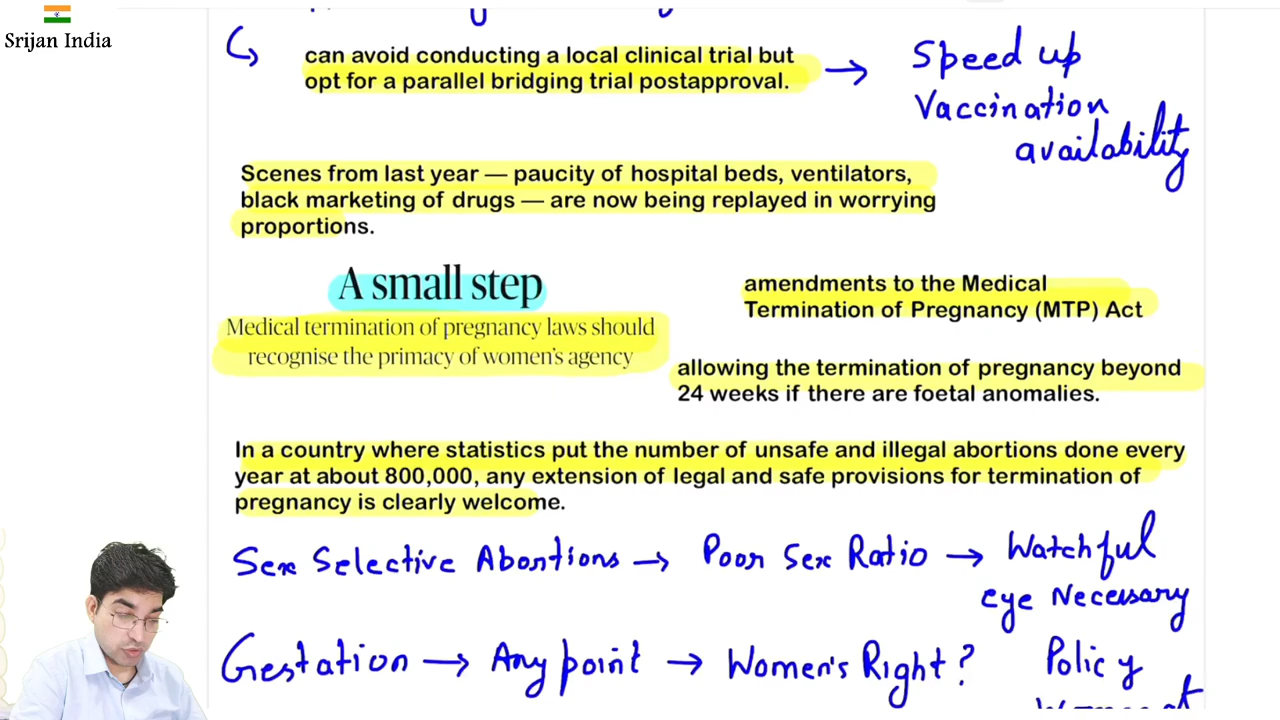 Srijan India
can avoid conducting a local clinical trial but
opt for a parallel bridging trial postapproval.
Speed up
Vaccination
availability
Scenes from last year — paucity of hospital beds, ventilators,
black marketing of drugs — are now being replayed in worrying
proportions.
A small step
Medical termination of pregnancy laws should
recognise the primacy of women's agency
amendments to the Medical
Termination of Pregnancy (MTP) Act
allowing the termination of pregnancy beyond
24 weeks if there are foetal anomalies.
In a country where statistics put the number of unsafe and illegal abortions done every
year at about 800,000, any extension of legal and safe provisions for termination of
pregnancy is clearly welcome.
Sex Selective Abortions → Poor Sex Ratio → Watchful
eye Necessary
Gestation → Any point → Women's Right? Policy